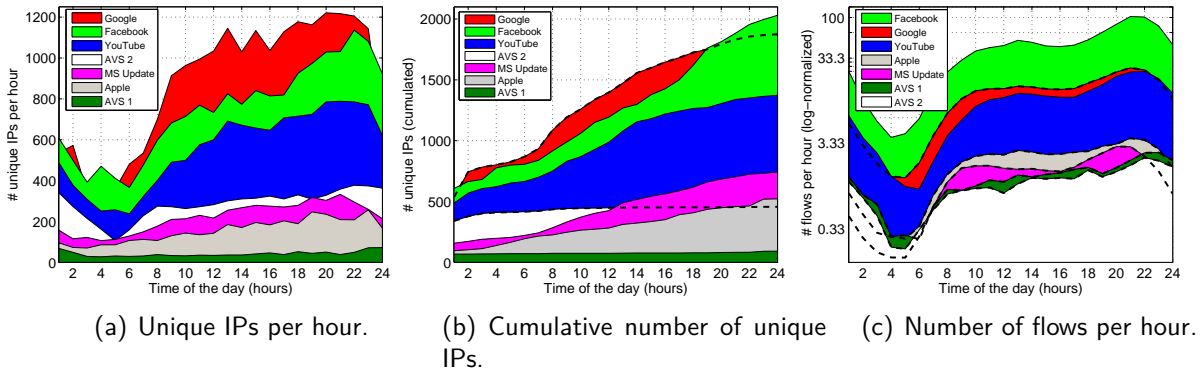 # unique IPs per hour
1200
1000
800
600
400
200
0
Google
Facebook
YouTube
AVS 2
MS Update
Apple
AVS 1
2 4 6 8 10 12 14 16 18 20 22 24
Time of the day (hours)
(a) Unique IPs per hour.
# unique IPs (cumulated)
2000
1500
1000
500
0
Google
Facebook
YouTube
AVS 2
MS Update
Apple
AVS 1
2 4 6 8 10 12 14 16 18 20 22 24
Time of the day (hours)
(b) Cumulative number of unique
IPs.
# flows per hour (log−normalized)
100
33.3
3.33
0.33
Facebook
Google
YouTube
Apple
MS Update
AVS 1
AVS 2
2 4 6 8 10 12 14 16 18 20 22 24
Time of the day (hours)
(c) Number of flows per hour.